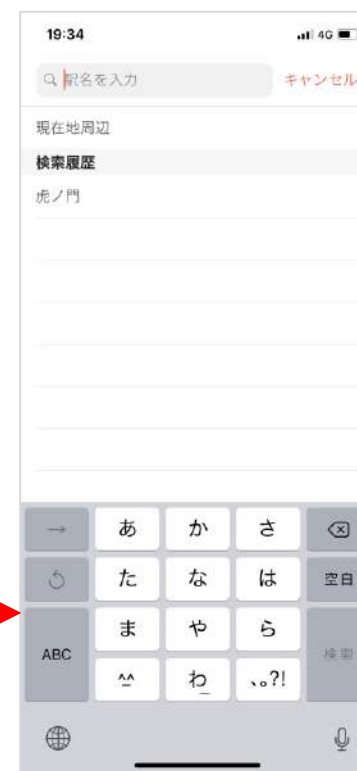 19:34 4G
駅名を入力 キャンセル
現在地周辺
検索履歴
虎ノ門
→ あ か さ
た な は 空白
ABC ま や ら 検索
^^ わ_ 、。?!